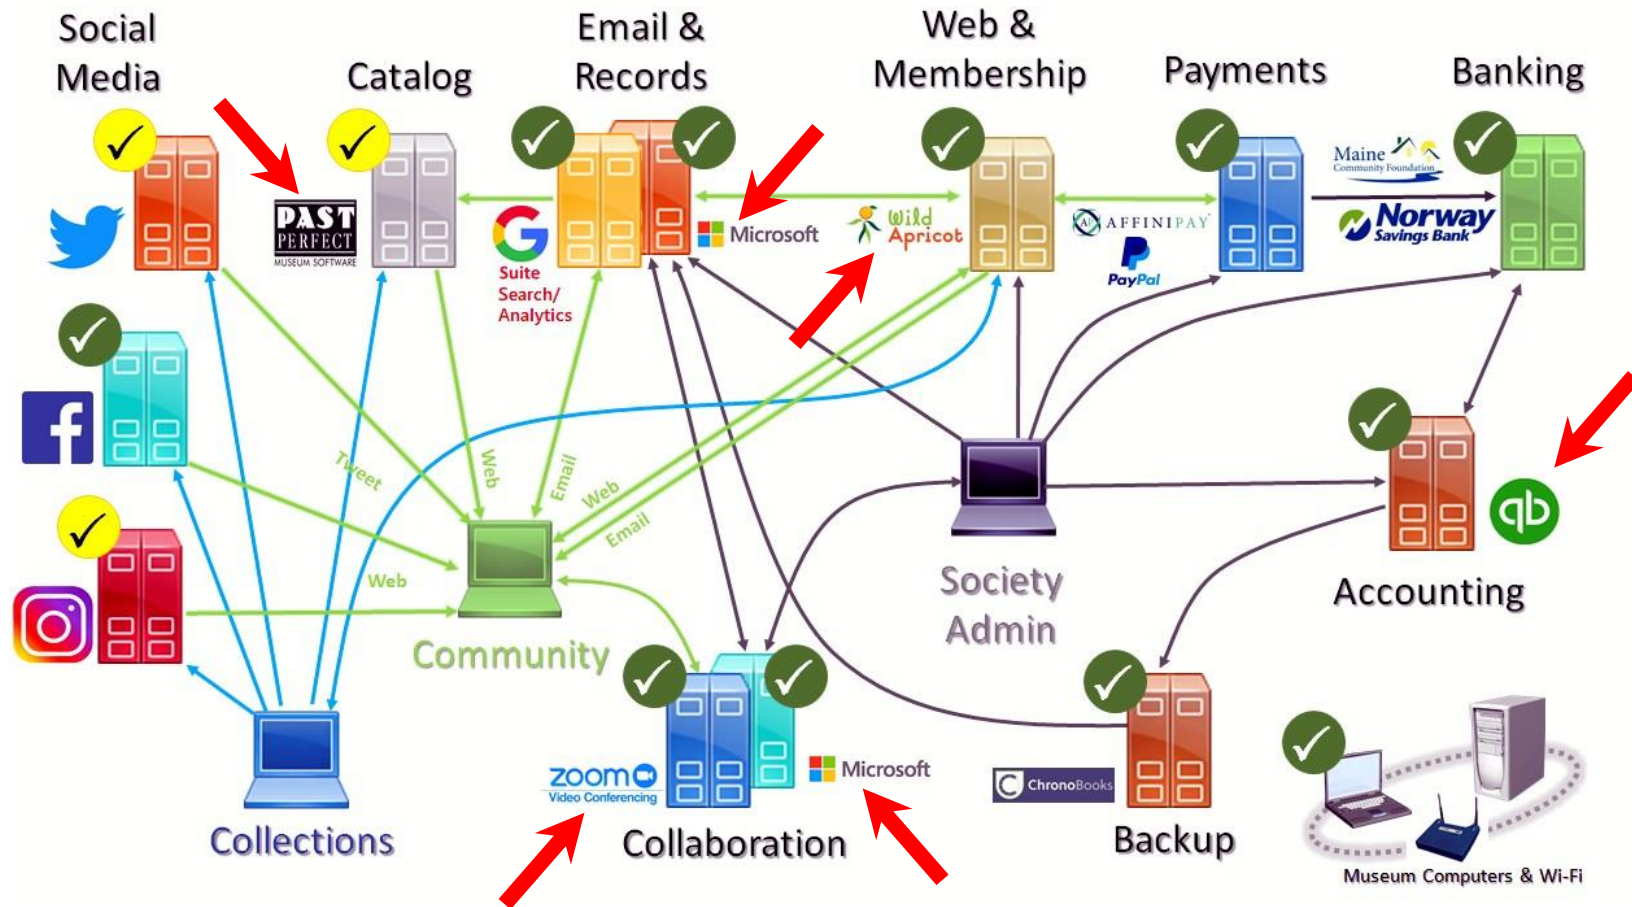 Social
Media
Catalog
Email &
Records
Web &
Membership
Payments
Banking
PAST
PERFECT
MUSEUM SOFTWARE
G
Suite
Search/
Analytics
Microsoft
Wild
Apricot
AFFINIPAY
PayPal
Maine
Community Foundation
Norway
Savings Bank
Tweet
Web
Email
Web
Email
Web
qb
Accounting
Society
Admin
Community
Collections
zoom
Video Conferencing
Microsoft
Collaboration
ChronoBooks
Backup
Museum Computers & Wi-Fi